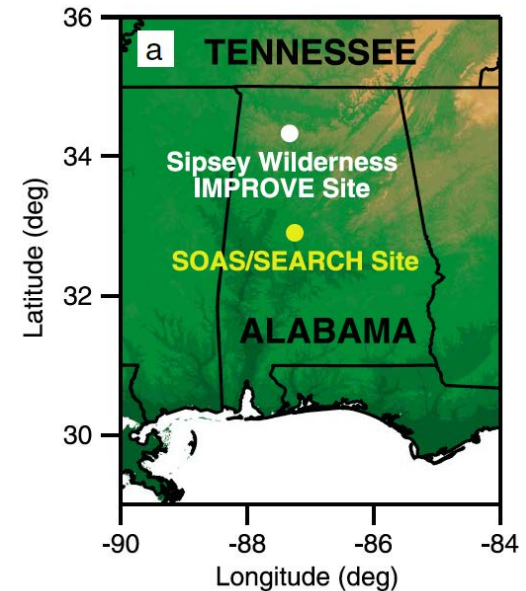 36
a
TENNESSEE
34
Sipsey Wilderness
IMPROVE Site
SOAS/SEARCH Site
Latitude (deg)
32
ALABAMA
30
-90
-88
-86
-84
Longitude (deg)